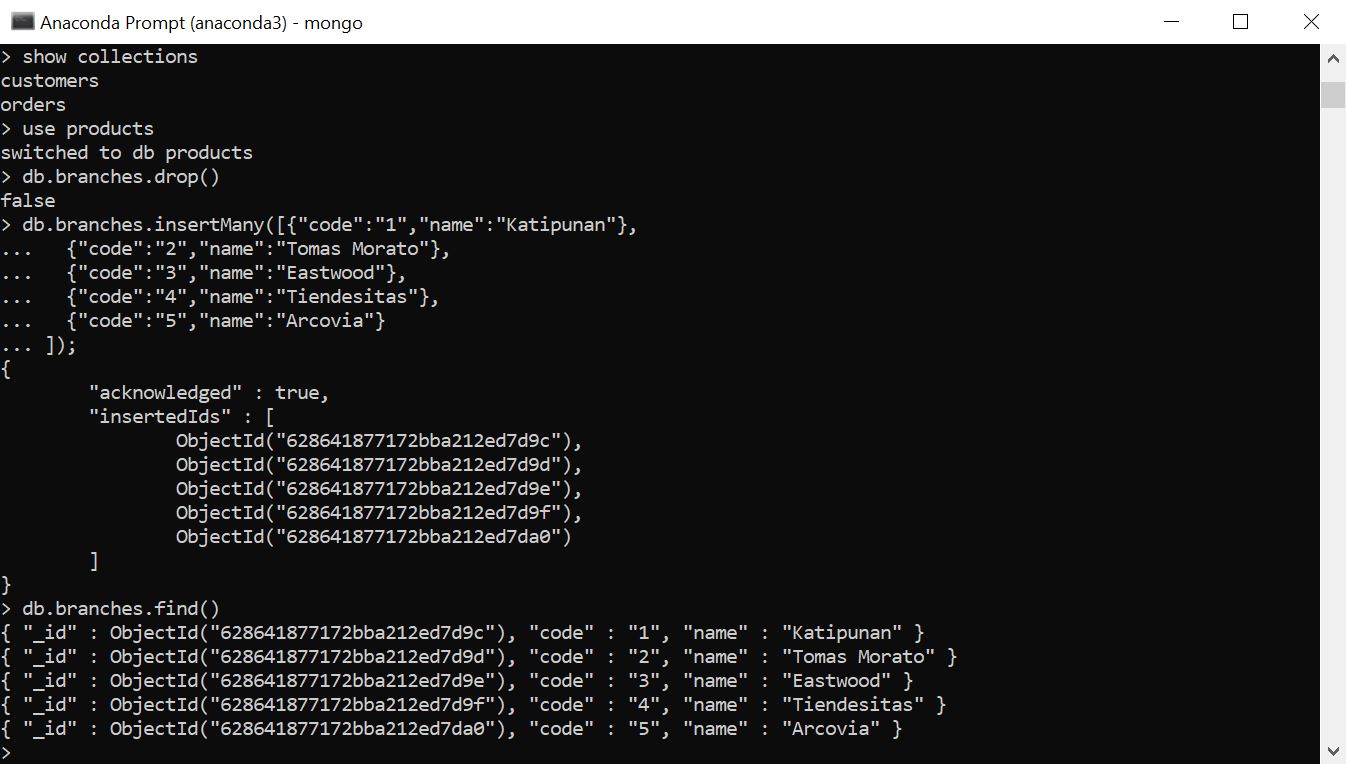 Anaconda Prompt (anaconda3) - mongo
> show collections
customers
orders
> use products
switched to db products
> db.branches.drop()
false
> db.branches.insertMany([{"code":"1","name":"Katipunan"},
...   {"code":"2","name":"Tomas Morato"},
...   {"code":"3","name":"Eastwood"},
...   {"code":"4","name":"Tiendesitas"},
...   {"code":"5","name":"Arcovia"}
... ]);
{
        "acknowledged" : true,
        "insertedIds" : [
                ObjectId("628641877172bba212ed7d9c"),
                ObjectId("628641877172bba212ed7d9d"),
                ObjectId("628641877172bba212ed7d9e"),
                ObjectId("628641877172bba212ed7d9f"),
                ObjectId("628641877172bba212ed7da0")
        ]
}
> db.branches.find()
{ "_id" : ObjectId("628641877172bba212ed7d9c"), "code" : "1", "name" : "Katipunan" }
{ "_id" : ObjectId("628641877172bba212ed7d9d"), "code" : "2", "name" : "Tomas Morato" }
{ "_id" : ObjectId("628641877172bba212ed7d9e"), "code" : "3", "name" : "Eastwood" }
{ "_id" : ObjectId("628641877172bba212ed7d9f"), "code" : "4", "name" : "Tiendesitas" }
{ "_id" : ObjectId("628641877172bba212ed7da0"), "code" : "5", "name" : "Arcovia" }
>